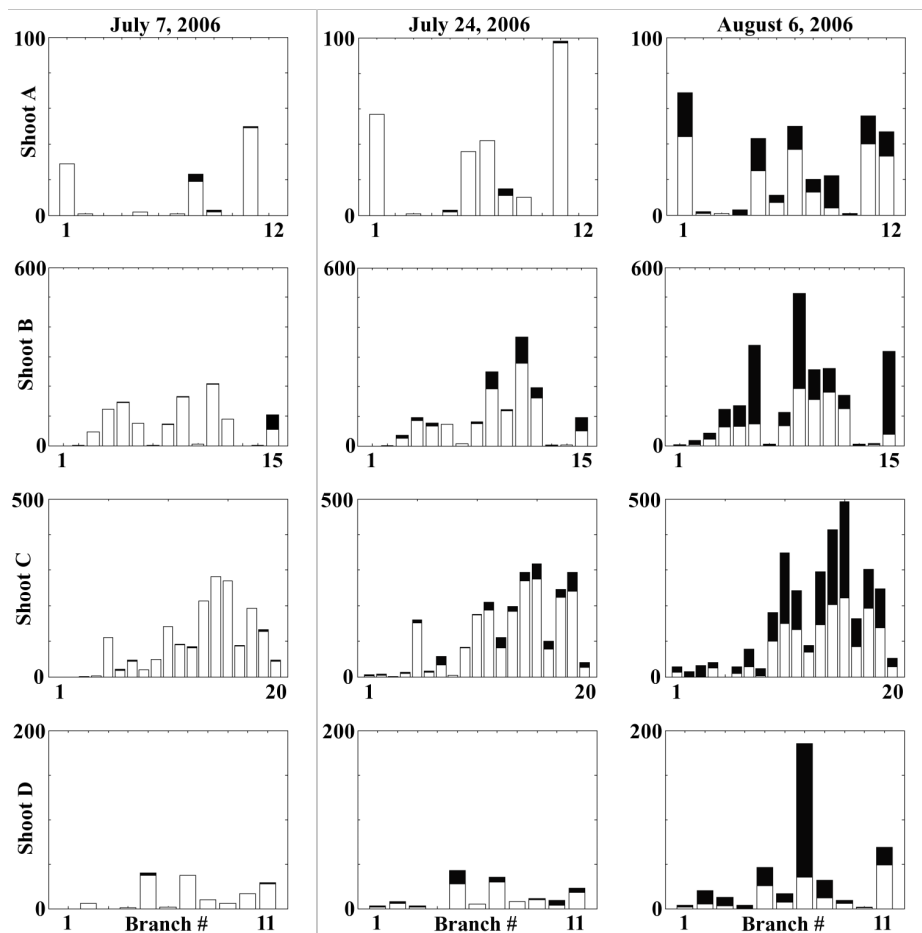 July 7, 2006 July 24, 2006 August 6, 2006
100 100 100
Shoot A
0 0 0
1 12 1 12 1 12
600 600 600
Shoot B
0 0 0
1 15 1 15 1 15
500 500 500
Shoot C
0 0 0
1 20 1 20 1 20
200 200 200
Shoot D
0 0 0
1 Branch # 11 1 Branch # 11 1 Branch # 11